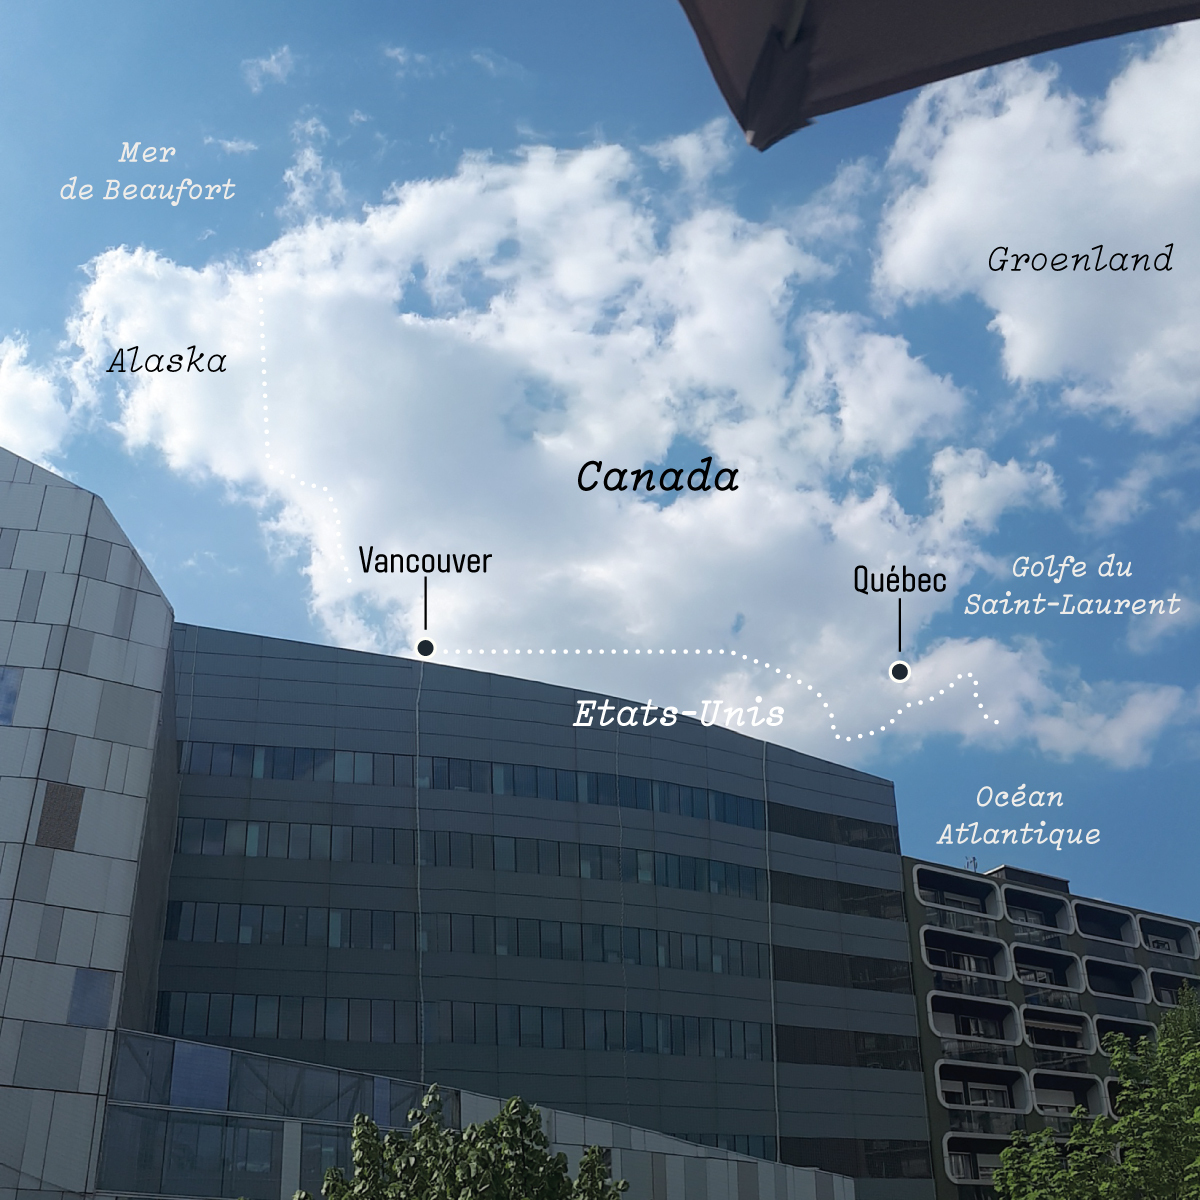 Mer
de Beaufort
Groenland
Alaska
Canada
Vancouver
Québec
Golfe du
Saint-Laurent
Etats-Unis
Océan
Atlantique